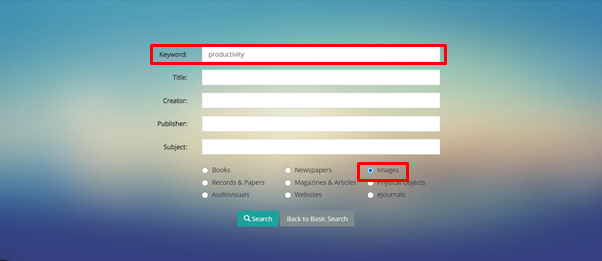 Keyword: productivity
Title:
Creator:
Publisher:
Subject:
Books Newspapers Images
Records & Papers Magazines & Articles Physical Objects
Audiovisuals Websites eJournals
Search Back to Basic Search